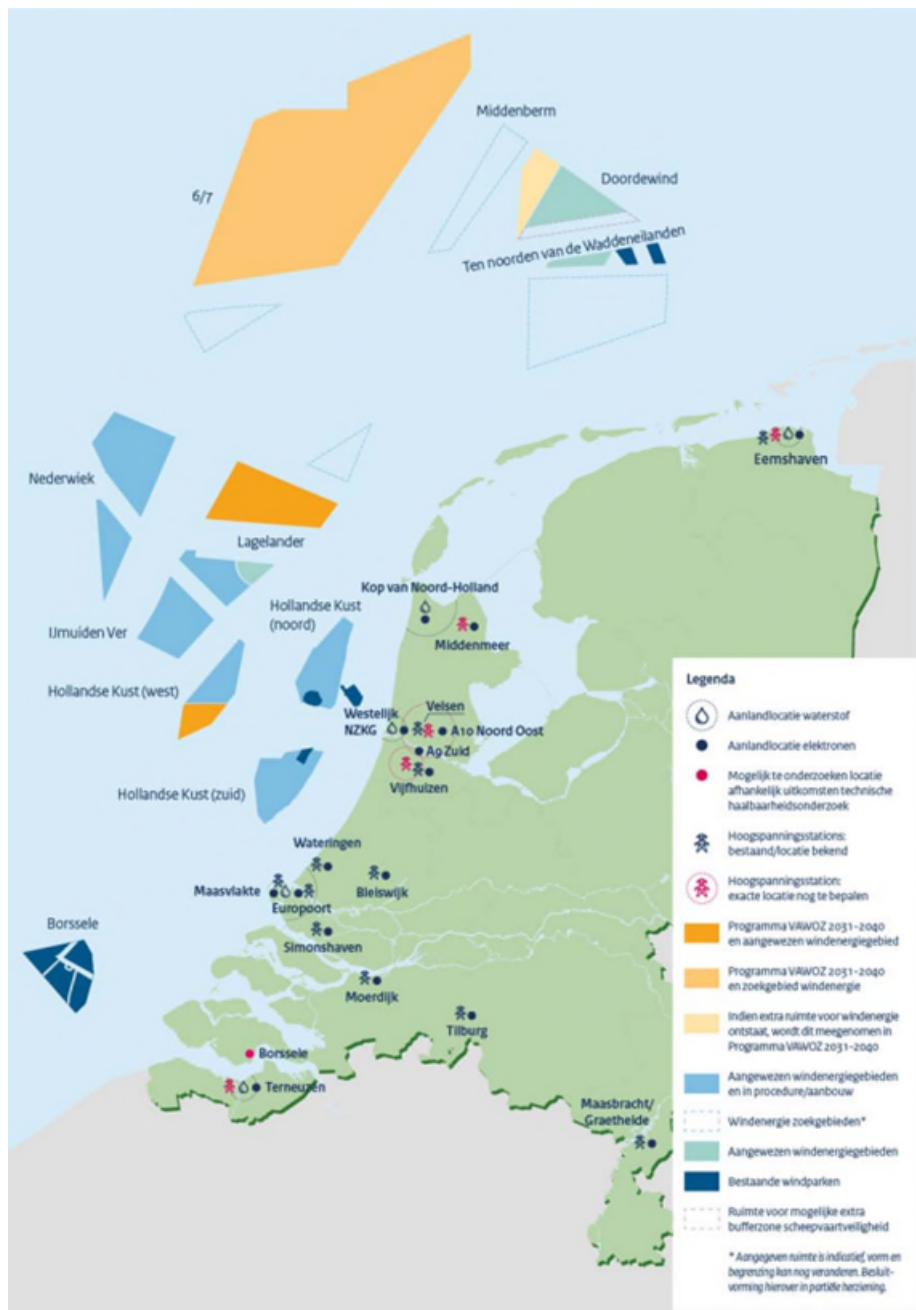 Middenberm
Doordewind
6/7
Ten noorden van de Waddeneilanden
Eemshaven
Nederwiek
Lagelander
Kop van Noord-Holland
Hollandse Kust
(noord)
IJmuiden Ver
Middenmeer
Hollandse Kust (west)
Velsen
Westelijk
NZKG
A10 Noord Oost
A9 Zuid
Vijfhuizen
Hollandse Kust (zuid)
Wateringen
Maasvlakte
Bleiswijk
Europoort
Borssele
Simonshaven
Moerdijk
Tilburg
Borssele
Terneuzen
Maasbracht/
Graetheide
Legenda
Aanlandlocatie waterstof
Aanlandlocatie elektronen
Mogelijk te onderzoeken locatie
afhankelijk uitkomsten technische
haalbaarheidsonderzoek
Hoogspanningsstations:
bestaand/locatie bekend
Hoogspanningsstation:
exacte locatie nog te bepalen
Programma VAWOZ 2031-2040
en aangewezen windenergiegebied
Programma VAWOZ 2031-2040
en zoekgebied windenergie
Indien extra ruimte voor windenergie
ontstaat, wordt dit meegenomen in
Programma VAWOZ 2031-2040
Aangewezen windenergiegebieden
en in procedure/aanbouw
Windenergie zoekgebieden*
Aangewezen windenergiegebieden
Bestaande windparken
Ruimte voor mogelijke extra
bufferzone scheepvaartveiligheid
* Aangegeven ruimte is indicatief, vorm en
begrenzing kan nog veranderen. Besluit-
vorming hierover in partiële herziening.